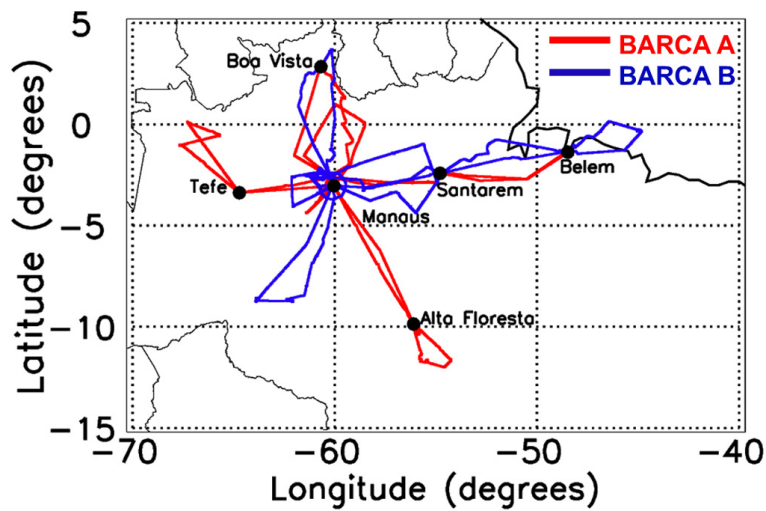 5
BARCA A
Boa Vista
BARCA B
0
Belem
Tefe
Santarem
Manaus
−5
Alta Floresta
−10
−15
−70
−60
−50
−40
Latitude (degrees)
Longitude (degrees)